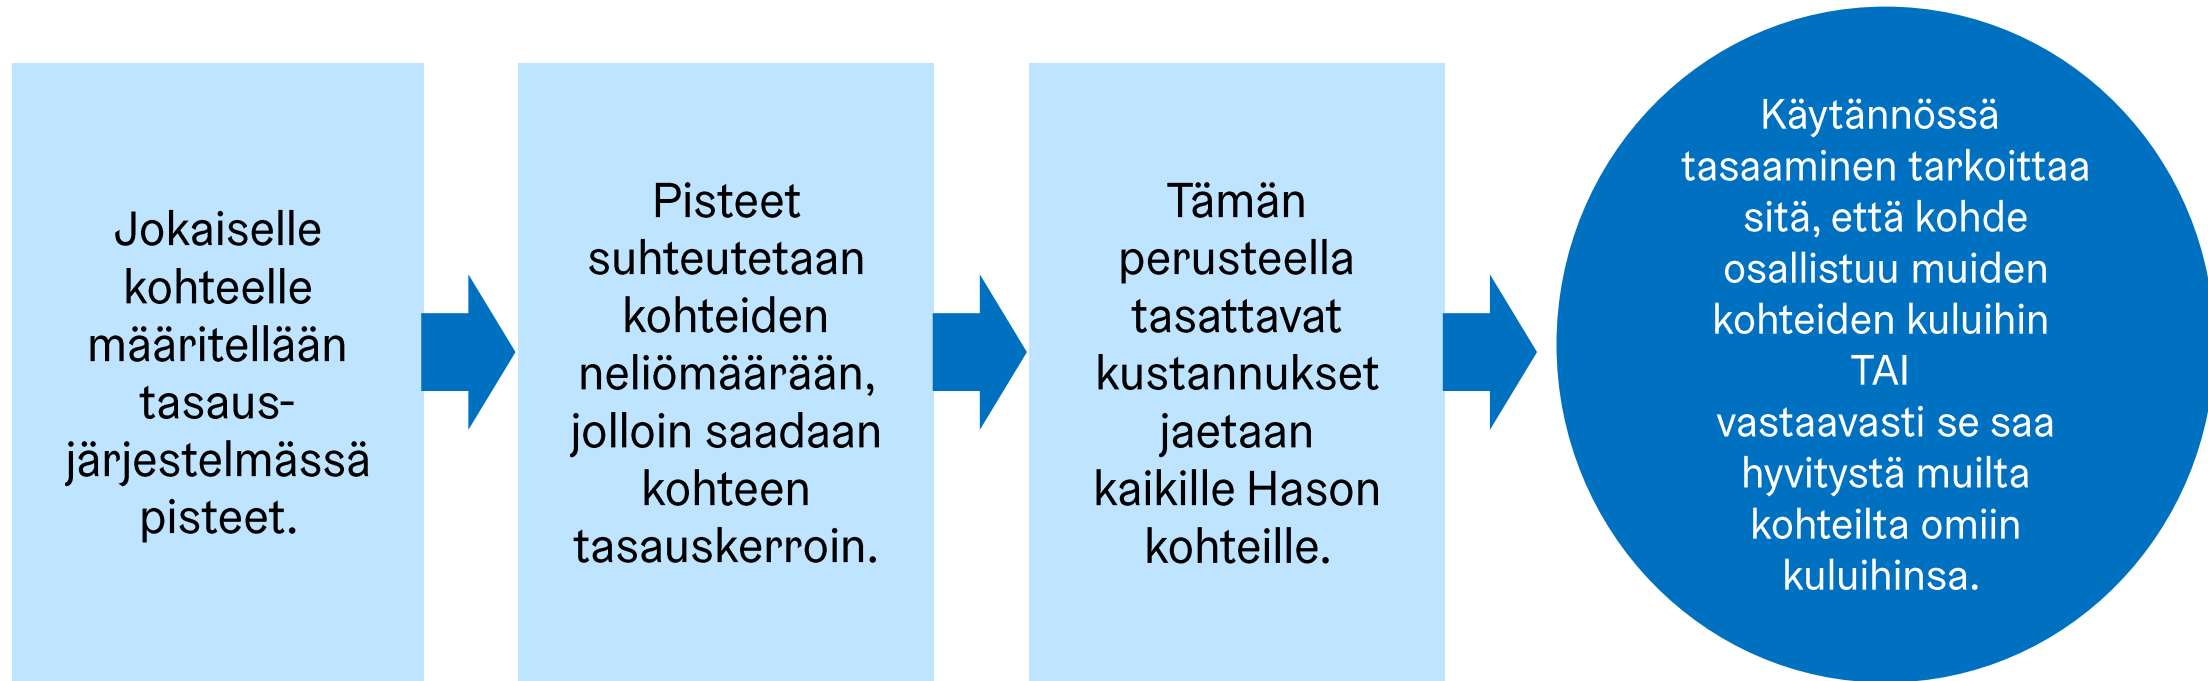 Jokaiselle
kohteelle
määritellään
tasaus-
järjestelmässä
pisteet.
Pisteet
suhteutetaan
kohteiden
neliömäärään,
jolloin saadaan
kohteen
tasauskerroin.
Tämän
perusteella
tasattavat
kustannukset
jaetaan
kaikille Hason
kohteille.
Käytännössä
tasaaminen tarkoittaa
sitä, että kohde
osallistuu muiden
kohteiden kuluihin
TAI
vastaavasti se saa
hyvitystä muilta
kohteilta omiin
kuluihinsa.